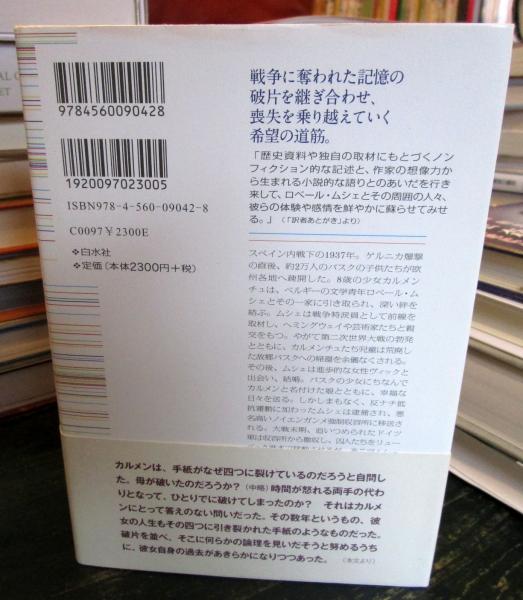 戦争に奪われた記憶の
破片を継ぎ合わせ、
喪失を乗り越えていく
希望の道筋。
「歴史資料や独自の取材にもとづくノン
フィクション的な記述と、作家の想像力か
ら生まれる小説的な語りとのあいだを行き
来して、ロベール・ムシェとその周囲の人々、
彼らの体験や感情を鮮やかに蘇らせてみせ
る。」（「訳者あとがき」より）
9784560090428
1920097023005
ISBN978-4-560-09042-8
C0097 ¥2300E
白水社
定価（本体2300円＋税）
スペイン内戦下の1937年。ゲルニカ爆撃
の直後、約2万人のバスクの子供たちが欧
州各地へ疎開した。8歳の少女カルメン
チュは、ベルギーの文学青年ロベール・ム
シェとその一家に引き取られ、深い絆を
結ぶ。ムシェは戦争特派員として前線を
取材し、ヘミングウェイや芸術家たちと親
交をもつ。やがて第二次世界大戦の勃発
とともに、カルメンチュたち児童は荒廃し
た故郷バスクへの帰還を余儀なくされる。
その後、ムシェは進歩的な女性ヴィックと
出会い、結婚。バスクの少女にちなんで
カルメンと名付けた娘とともに、幸福な
日々を送る。しかしまもなく、反ナチ抵
抗運動に加わったムシェは逮捕され、悪
名高いノイエンガンメ強制収容所に移送さ
れる。大戦末期、追いつめられたドイツ
軍は収容所から撤収し、囚人たちをリュー
カルメンは、手紙がなぜ四つに裂けているのだろうと自問し
た。母が破いたのだろうか？（中略）時間が怒れる両手の代わ
りとなって、ひとりでに破けてしまったのか？　それはカルメ
ンにとって答えのない問いだった。その数年というもの、彼
女の人生もその四つに引き裂かれた手紙のようなものだった。
破片を並べ、そこに何らかの論理を見いだそうと努めるうち
に、彼女自身の過去があきらかになりつつあった。（本文より）